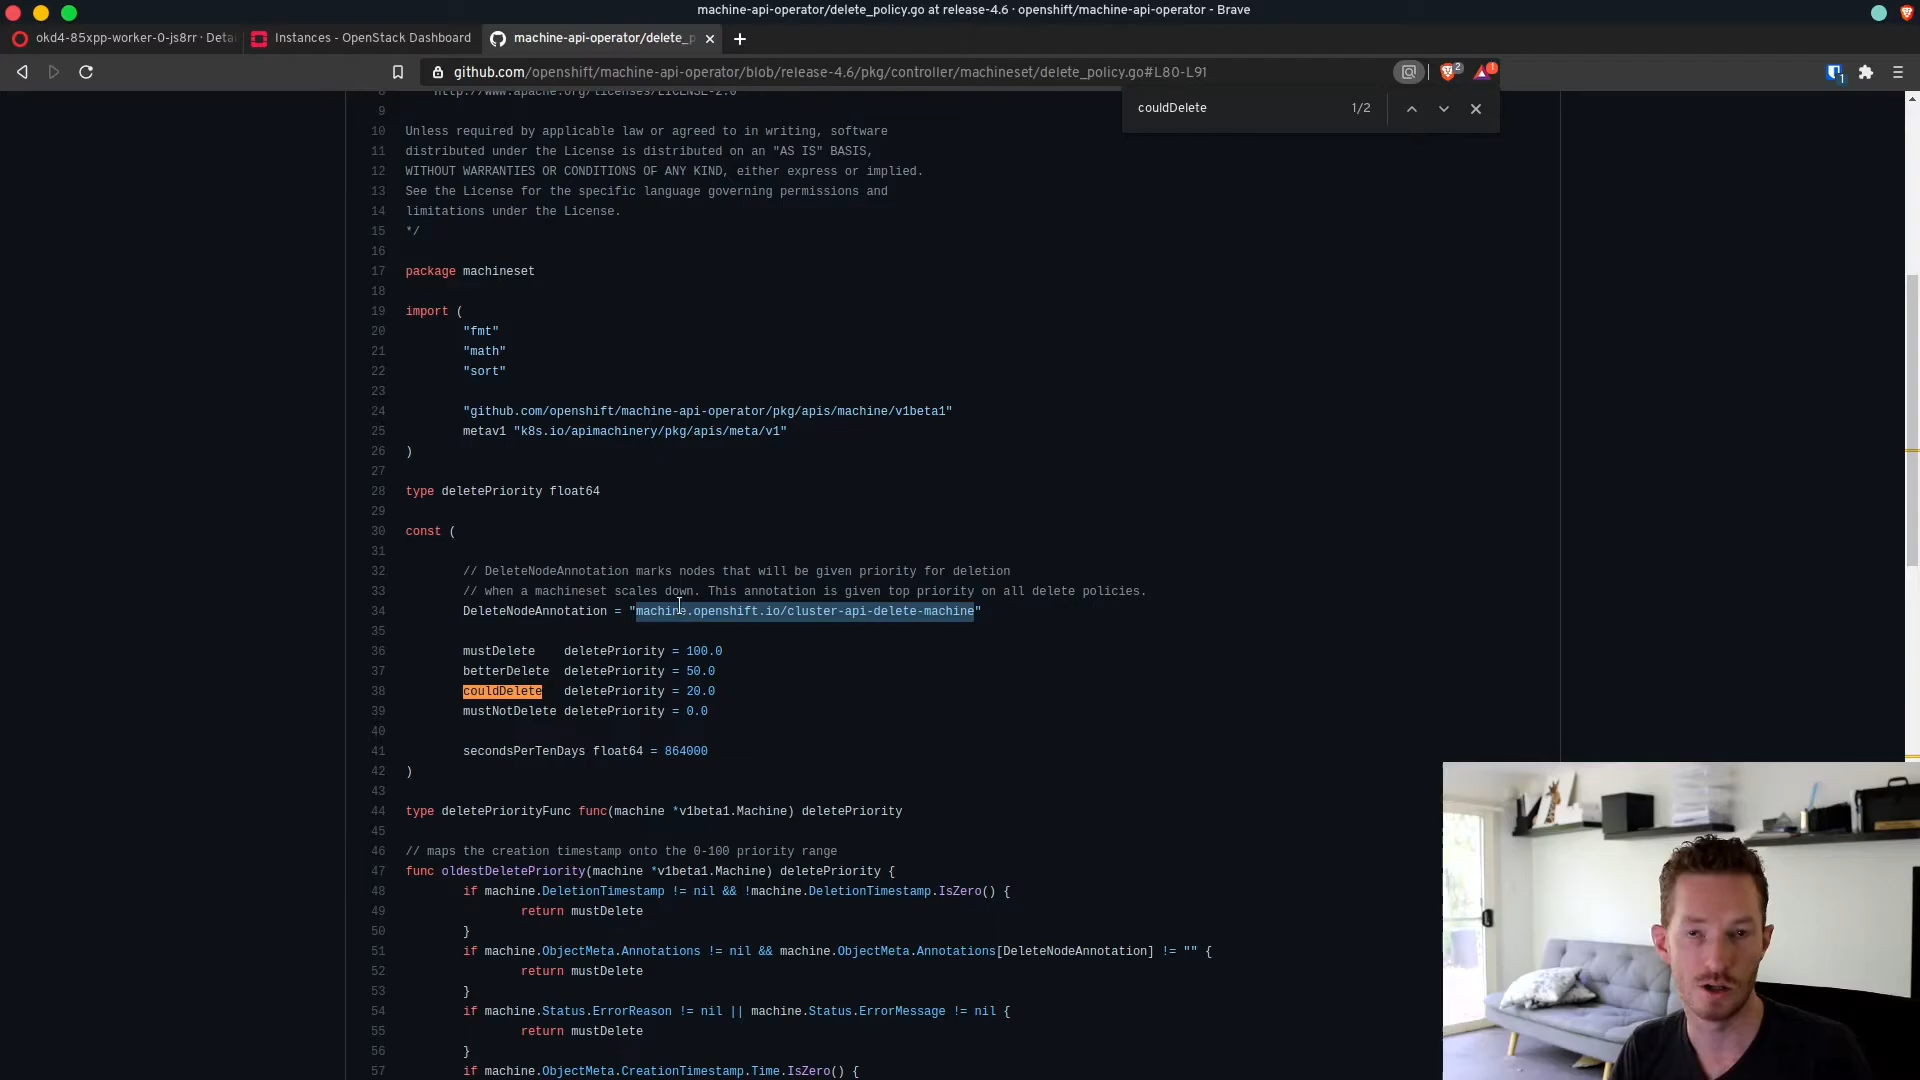 machine-api-operator/delete_policy.go at release-4.6 · openshift/machine-api-operator - Brave
okd4-85xpp-worker-0-js8rr · Deta
Instances - OpenStack Dashboard
machine-api-operator/delete_p
github.com/openshift/machine-api-operator/blob/release-4.6/pkg/controller/machineset/delete_policy.go#L80-L91
2
1
1
couldDelete 1/2
8 http://www.apache.org/licenses/LICENSE-2.0
9
10 Unless required by applicable law or agreed to in writing, software
11 distributed under the License is distributed on an "AS IS" BASIS,
12 WITHOUT WARRANTIES OR CONDITIONS OF ANY KIND, either express or implied.
13 See the License for the specific language governing permissions and
14 limitations under the License.
15 */
16
17 package machineset
18
19 import (
20 "fmt"
21 "math"
22 "sort"
23
24 "github.com/openshift/machine-api-operator/pkg/apis/machine/v1beta1"
25 metav1 "k8s.io/apimachinery/pkg/apis/meta/v1"
26 )
27
28 type deletePriority float64
29
30 const (
31
32 // DeleteNodeAnnotation marks nodes that will be given priority for deletion
33 // when a machineset scales down. This annotation is given top priority on all delete policies.
34 DeleteNodeAnnotation = "machine.openshift.io/cluster-api-delete-machine"
35
36 mustDelete deletePriority = 100.0
37 betterDelete deletePriority = 50.0
38 couldDelete deletePriority = 20.0
39 mustNotDelete deletePriority = 0.0
40
41 secondsPerTenDays float64 = 864000
42 )
43
44 type deletePriorityFunc func(machine *v1beta1.Machine) deletePriority
45
46 // maps the creation timestamp onto the 0-100 priority range
47 func oldestDeletePriority(machine *v1beta1.Machine) deletePriority {
48 if machine.DeletionTimestamp != nil && !machine.DeletionTimestamp.IsZero() {
49 return mustDelete
50 }
51 if machine.ObjectMeta.Annotations != nil && machine.ObjectMeta.Annotations[DeleteNodeAnnotation] != "" {
52 return mustDelete
53 }
54 if machine.Status.ErrorReason != nil || machine.Status.ErrorMessage != nil {
55 return mustDelete
56 }
57 if machine.ObjectMeta.CreationTimestamp.Time.IsZero() {